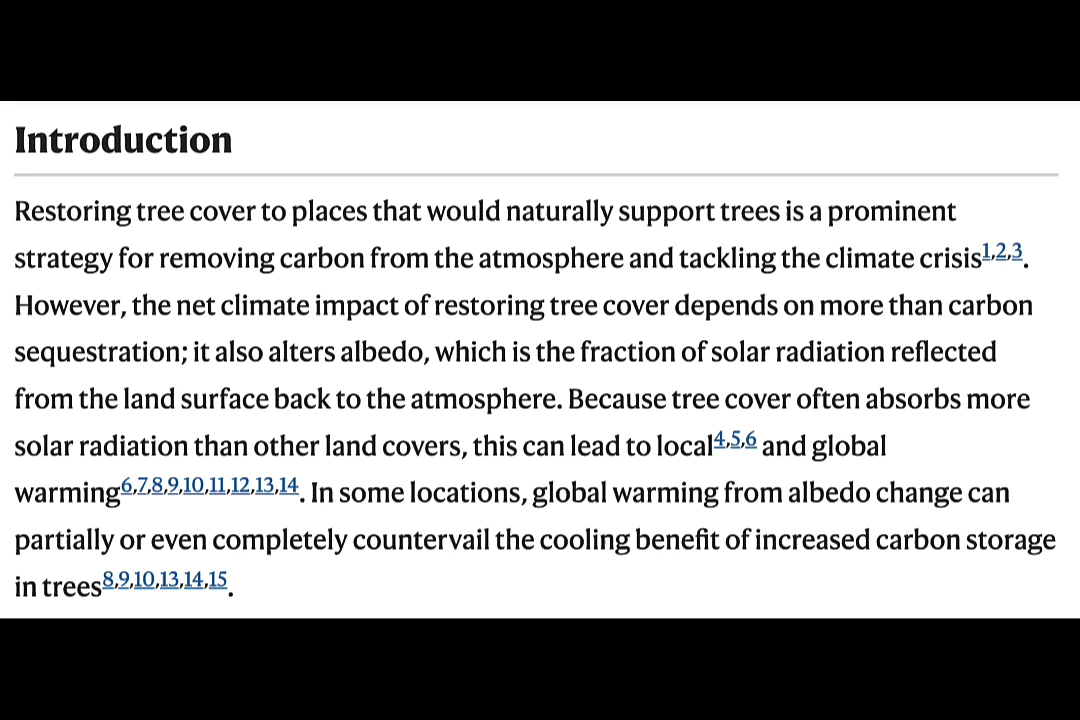 Introduction
Restoring tree cover to places that would naturally support trees is a prominent
strategy for removing carbon from the atmosphere and tackling the climate crisis1,2,3.
However, the net climate impact of restoring tree cover depends on more than carbon
sequestration; it also alters albedo, which is the fraction of solar radiation reflected
from the land surface back to the atmosphere. Because tree cover often absorbs more
solar radiation than other land covers, this can lead to local4,5,6 and global
warming6,7,8,9,10,11,12,13,14. In some locations, global warming from albedo change can
partially or even completely countervail the cooling benefit of increased carbon storage
in trees8,9,10,13,14,15.